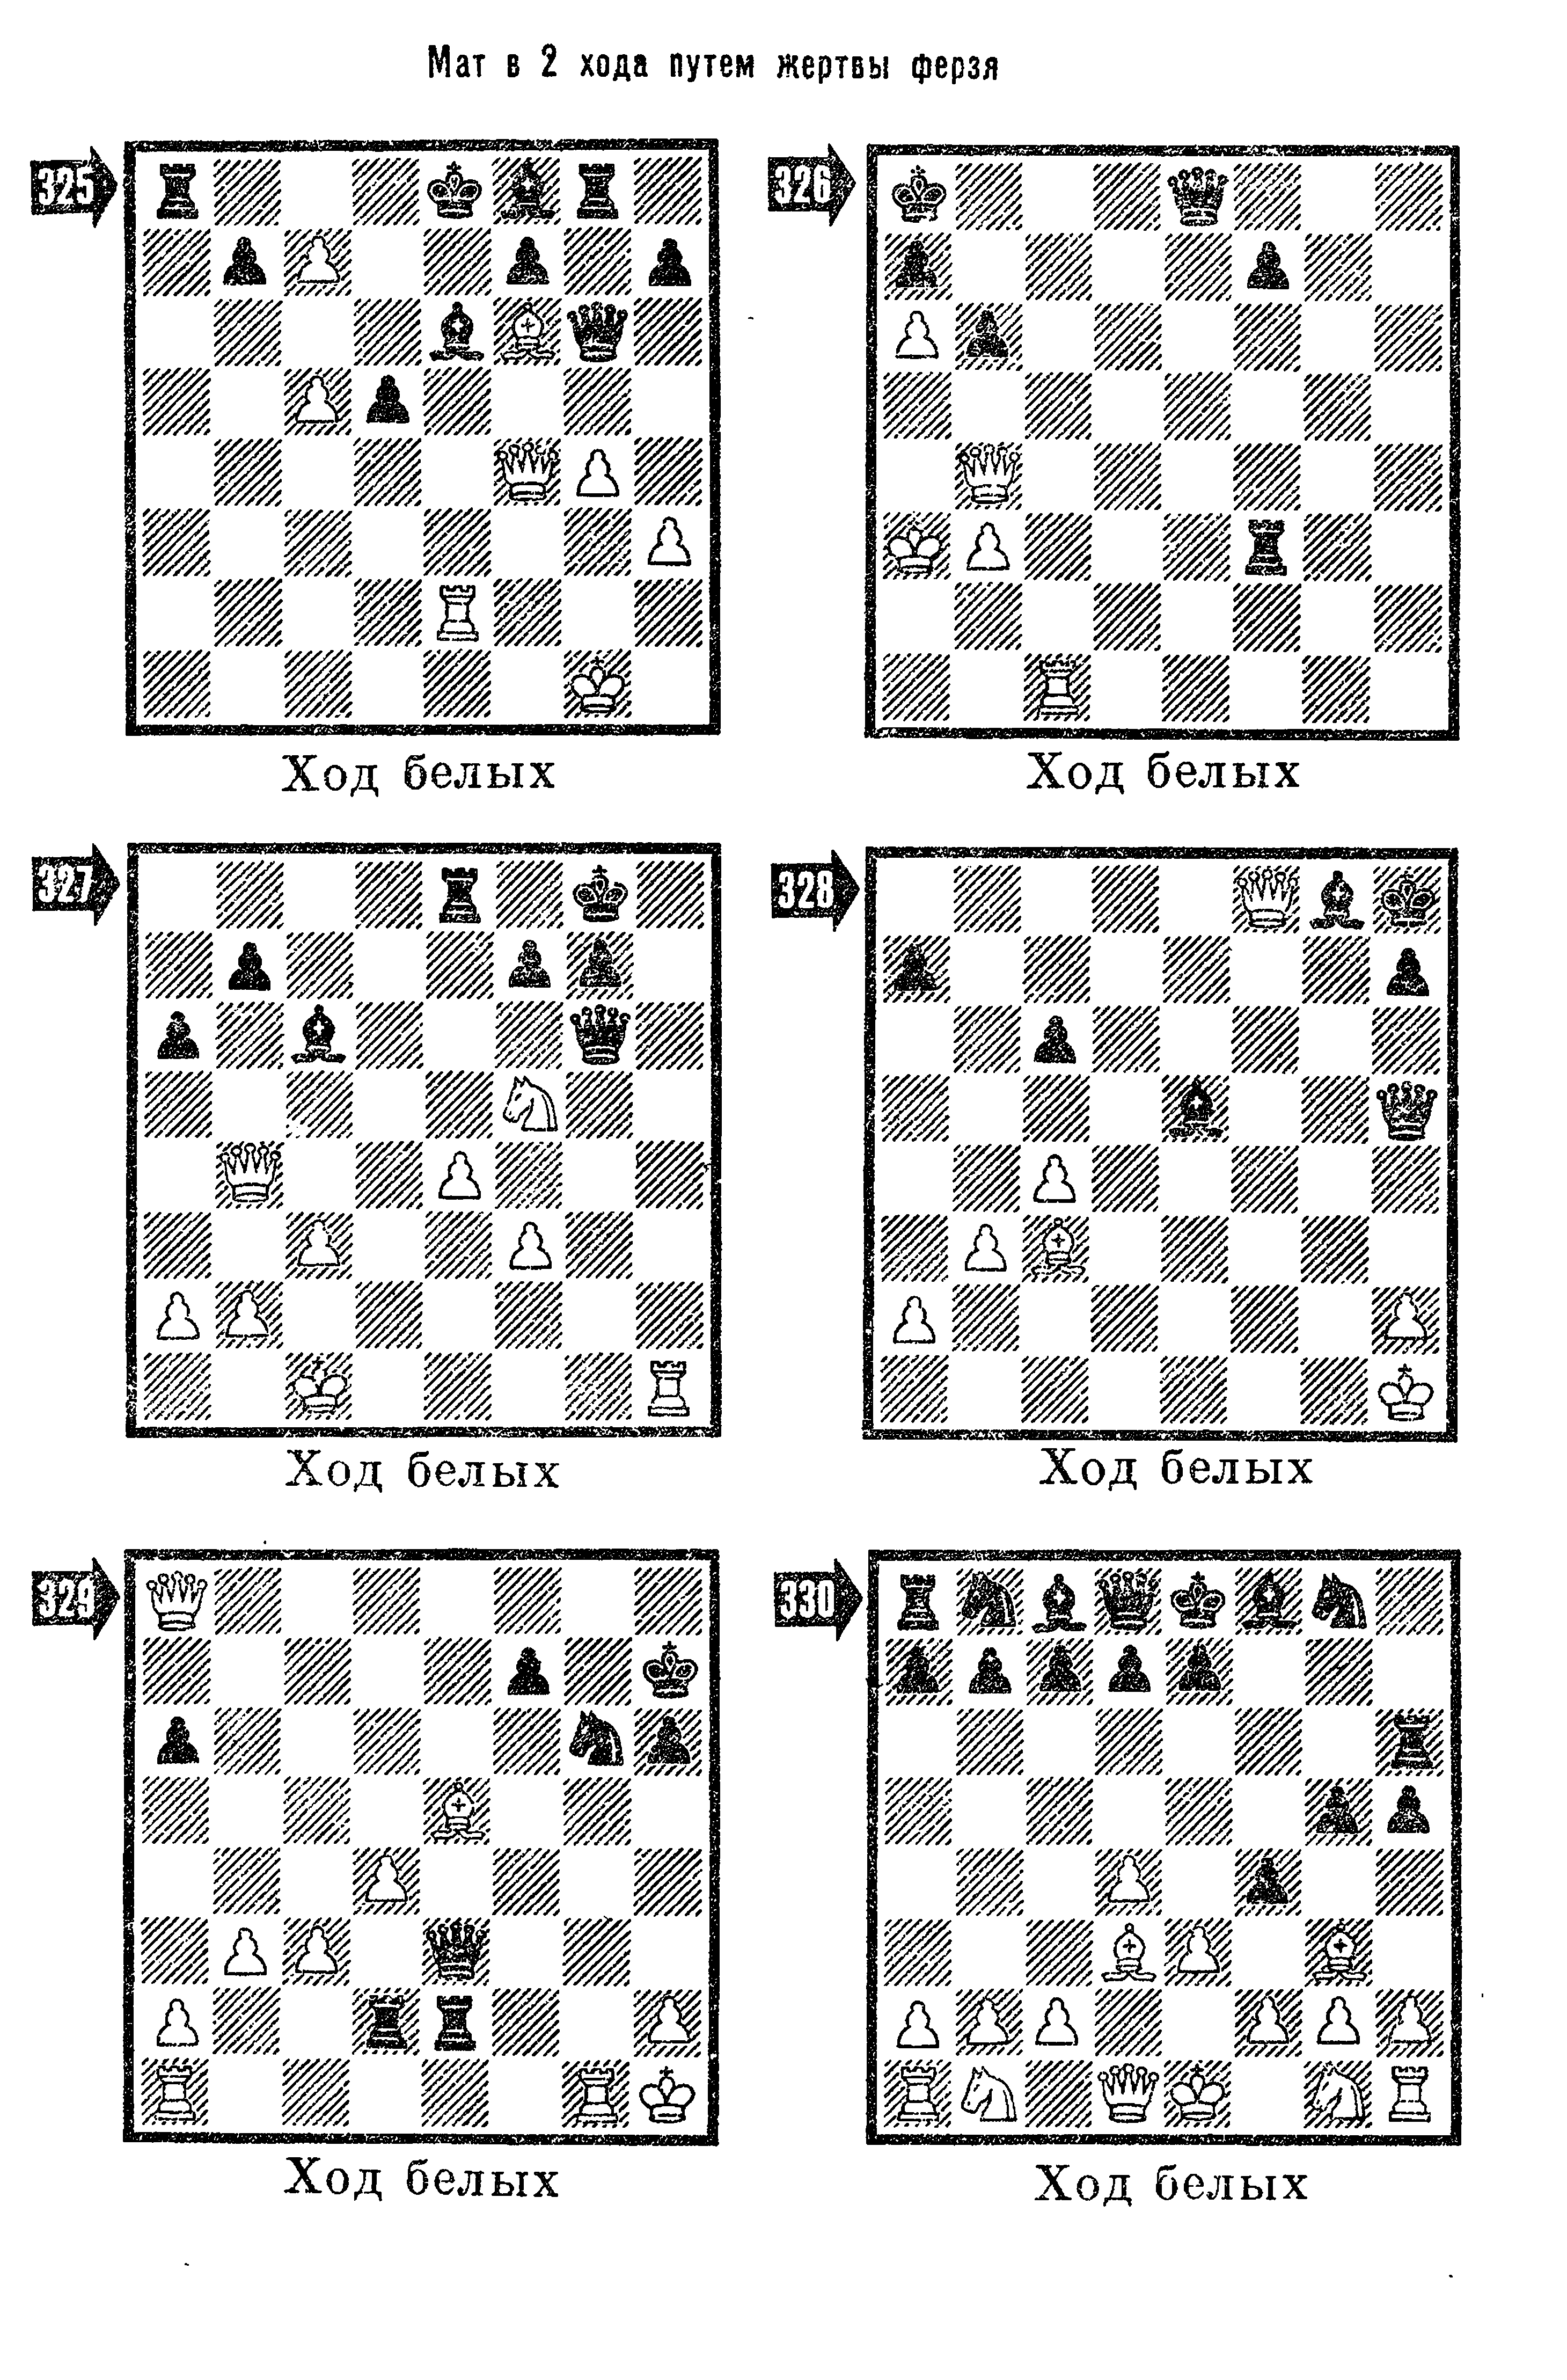 Мат в 2 хода путем жертвы ферзя
325
326
Ход белых
Ход белых
327
328
Ход белых
Ход белых
329
330
Ход белых
Ход белых